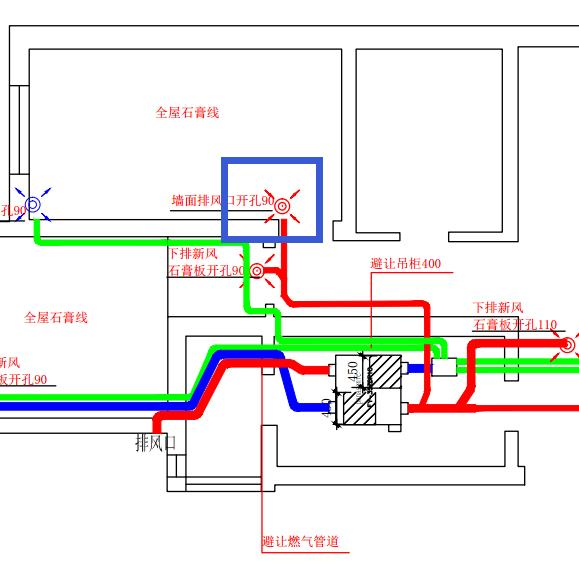 全屋石膏线
墙面排风口开孔90
孔90
下排新风
石膏板开孔90
避让吊柜400
下排新风
石膏板开孔110
全屋石膏线
新风
板开孔90
450
排风口
避让燃气管道